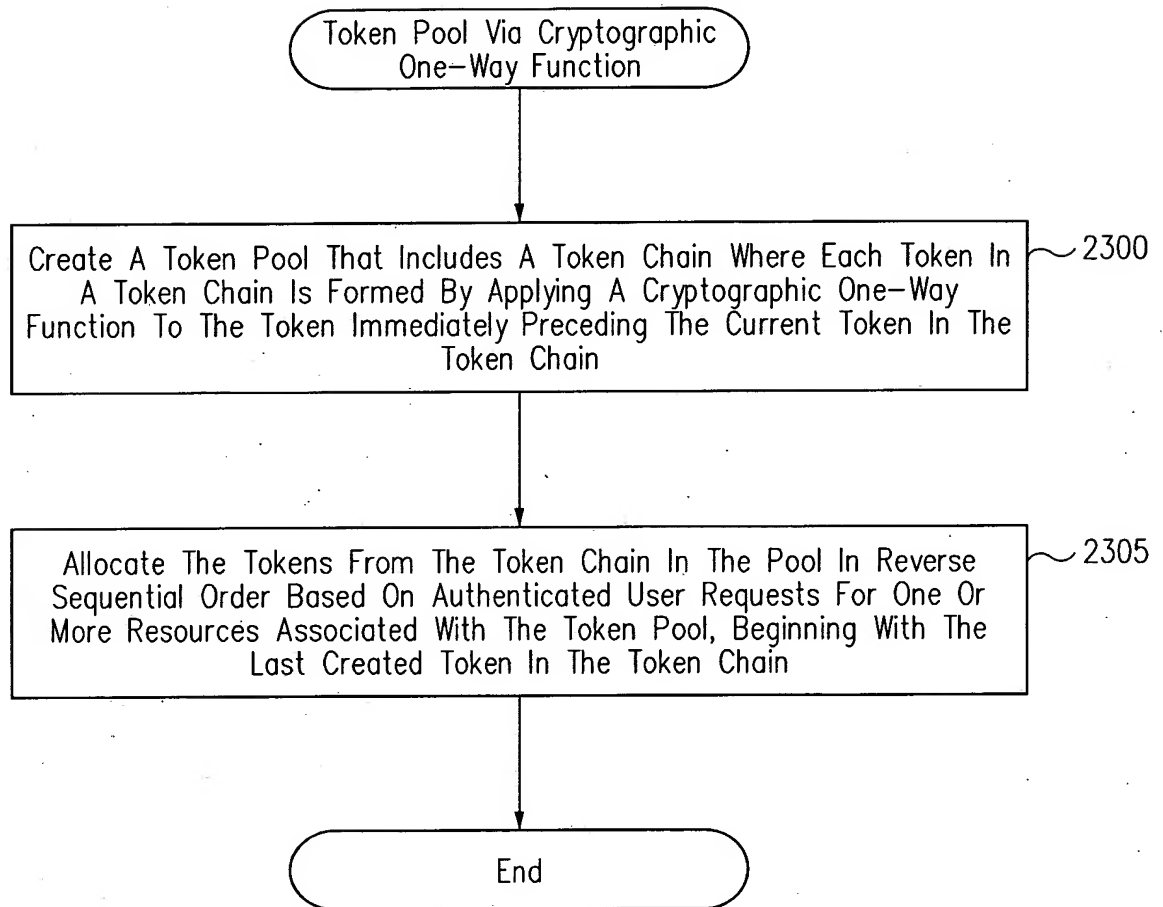 Token Pool Via Cryptographic
One-Way Function
Create A Token Pool That Includes A Token Chain Where Each Token In
A Token Chain Is Formed By Applying A Cryptographic One-Way
Function To The Token Immediately Preceding The Current Token In The
Token Chain
2300
Allocate The Tokens From The Token Chain In The Pool In Reverse
Sequential Order Based On Authenticated User Requests For One Or
More Resources Associated With The Token Pool, Beginning With The
Last Created Token In The Token Chain
2305
End